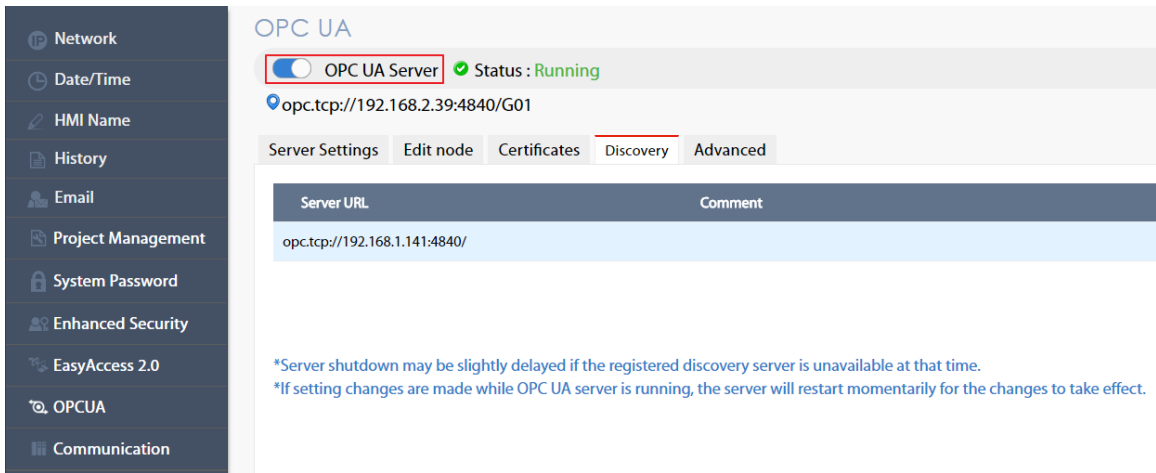 Network
Date/Time
HMI Name
History
Email
Project Management
System Password
Enhanced Security
EasyAccess 2.0
OPCUA
Communication
OPC UA
OPC UA Server Status : Running
opc.tcp://192.168.2.39:4840/G01
Server Settings Edit node Certificates Discovery Advanced
Server URL Comment
opc.tcp://192.168.1.141:4840/
*Server shutdown may be slightly delayed if the registered discovery server is unavailable at that time.
*If setting changes are made while OPC UA server is running, the server will restart momentarily for the changes to take effect.